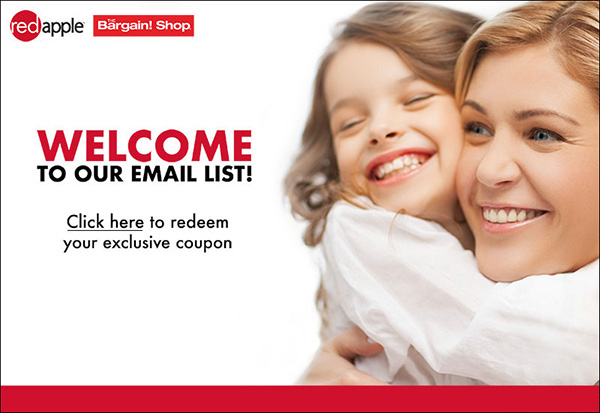 redapple
The Bargain! Shop
WELCOME
TO OUR EMAIL LIST!
Click here to redeem
your exclusive coupon